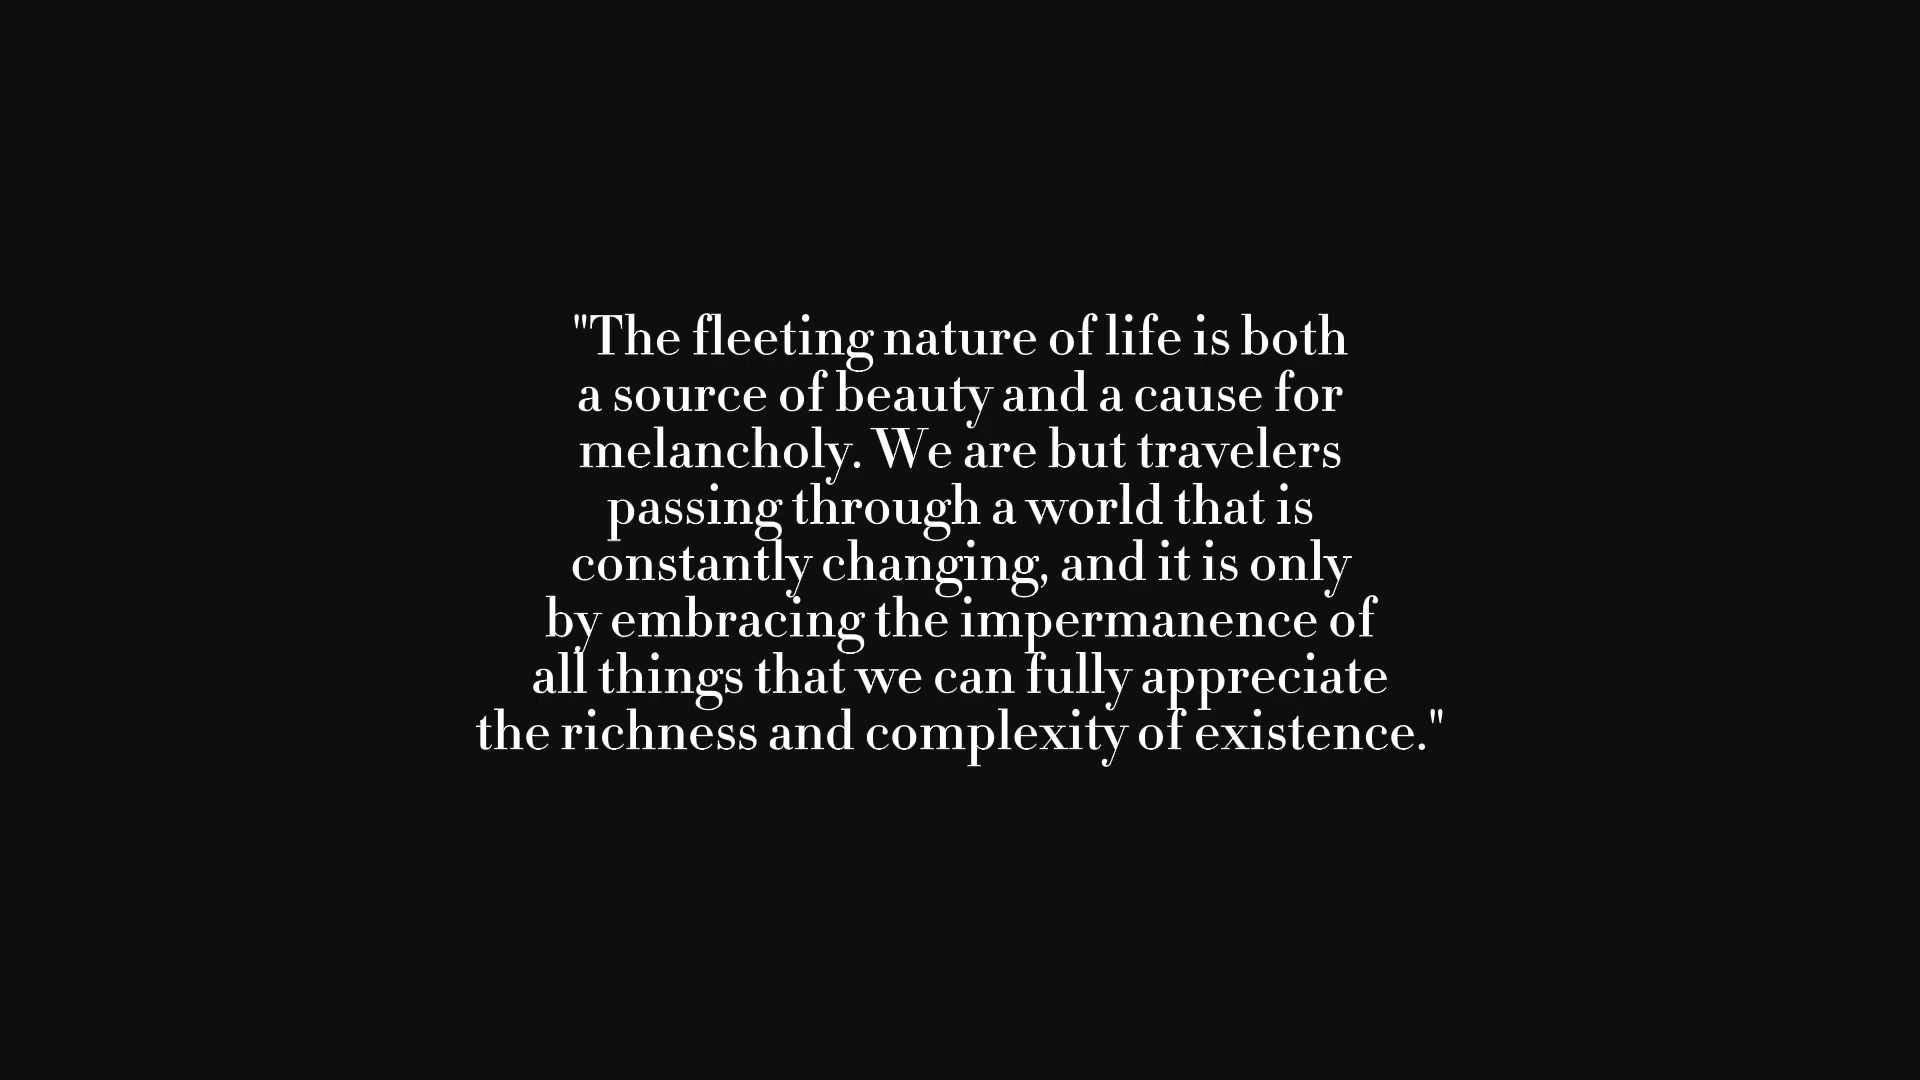 "The fleeting nature of life is both
a source of beauty and a cause for
melancholy. We are but travelers
passing through a world that is
constantly changing, and it is only
by embracing the impermanence of
all things that we can fully appreciate
the richness and complexity of existence."